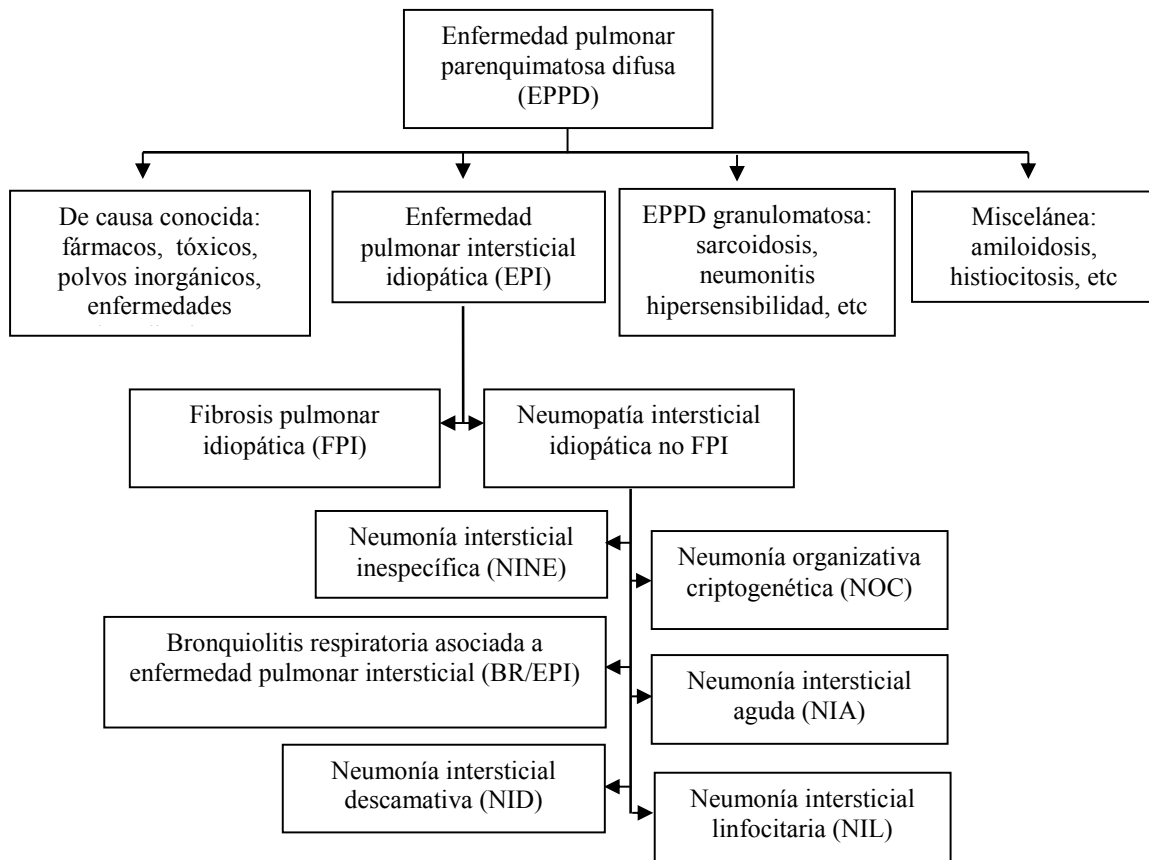 Enfermedad pulmonar
parenquimatosa difusa
(EPPD)
De causa conocida:
fármacos, tóxicos,
polvos inorgánicos,
enfermedades
Enfermedad
pulmonar intersticial
idiopática (EPI)
EPPD granulomatosa:
sarcoidosis,
neumonitis
hipersensibilidad, etc
Miscelánea:
amiloidosis,
histiocitosis, etc
Fibrosis pulmonar
idiopática (FPI)
Neumopatía intersticial
idiopática no FPI
Neumonía intersticial
inespecífica (NINE)
Neumonía organizativa
criptogenética (NOC)
Bronquiolitis respiratoria asociada a
enfermedad pulmonar intersticial (BR/EPI)
Neumonía intersticial
aguda (NIA)
Neumonía intersticial
descamativa (NID)
Neumonía intersticial
linfocitaria (NIL)